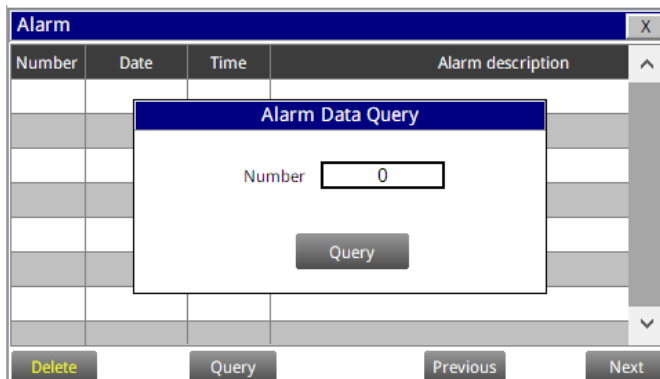 Alarm X
Number Date Time Alarm description
Alarm Data Query
Number 0
Query
Delete Query Previous Next